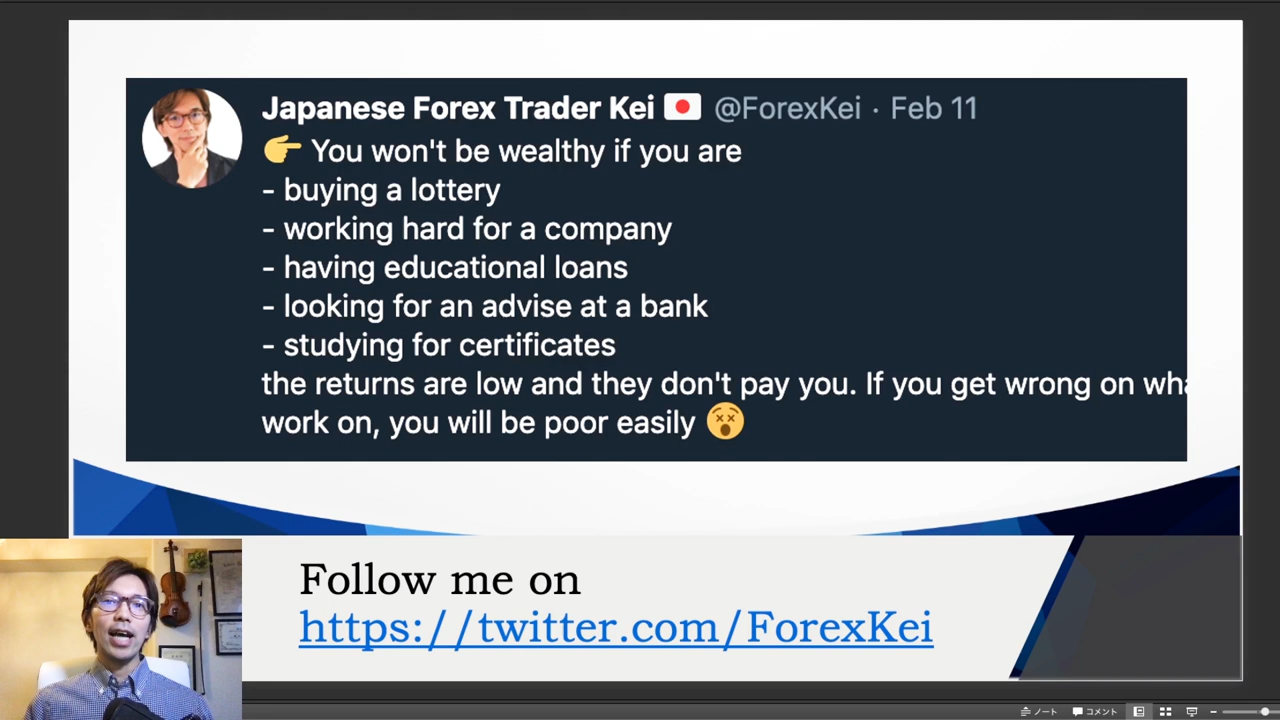 Japanese Forex Trader Kei 🇯🇵 @ForexKei · Feb 11
👉 You won't be wealthy if you are
- buying a lottery
- working hard for a company
- having educational loans
- looking for an advise at a bank
- studying for certificates
the returns are low and they don't pay you. If you get wrong on
work on, you will be poor easily 😵
Follow me on
https://twitter.com/ForexKei
ノート コメント